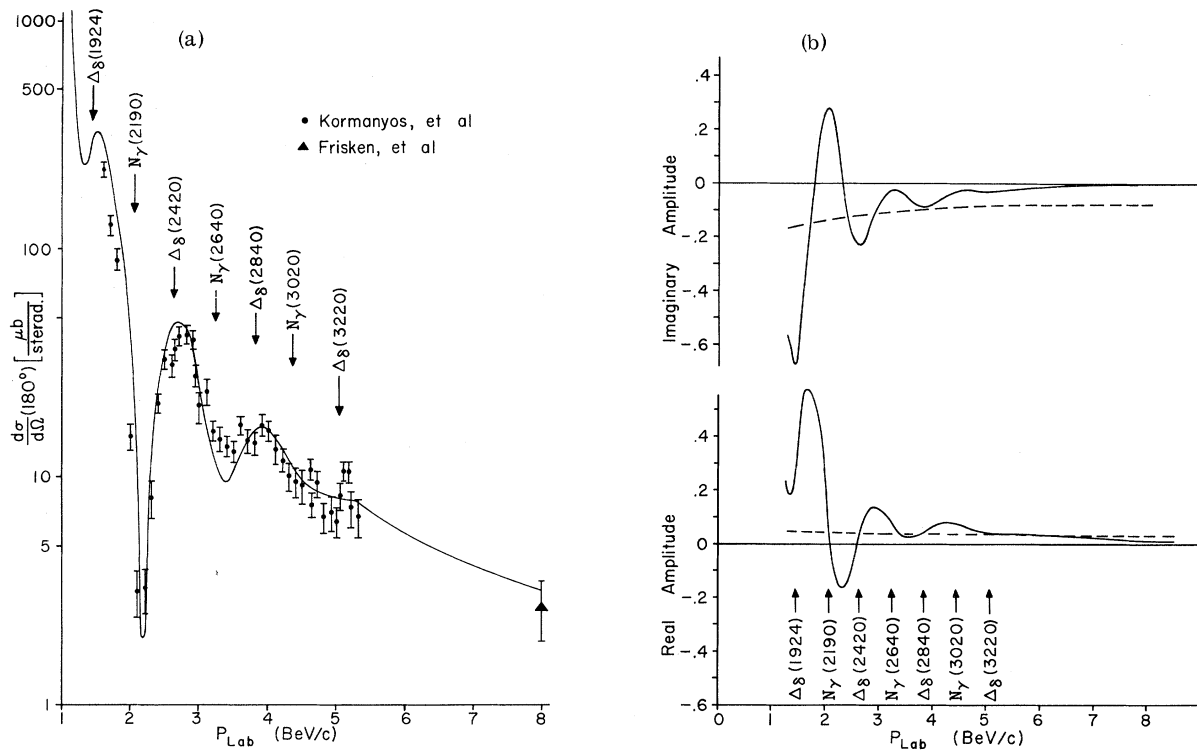 (a)
1000
500
100
10
5
1
dσ/dΩ (180°) [μb/sterad.]
Δδ(1924)
Nγ(2190)
Δδ(2420)
Nγ(2640)
Δδ(2840)
Nγ(3020)
Δδ(3220)
• Kormanyos, et al
▲ Frisken, et al
1 2 3 4 5 6 7 8
PLab (BeV/c)
(b)
Imaginary Amplitude
.4
.2
0
-.2
-.4
-.6
Real Amplitude
.4
.2
0
-.2
-.4
-.6
Δδ(1924)
Nγ(2190)
Δδ(2420)
Nγ(2640)
Δδ(2840)
Nγ(3020)
Δδ(3220)
0 1 2 3 4 5 6 7 8
PLab (BeV/c)